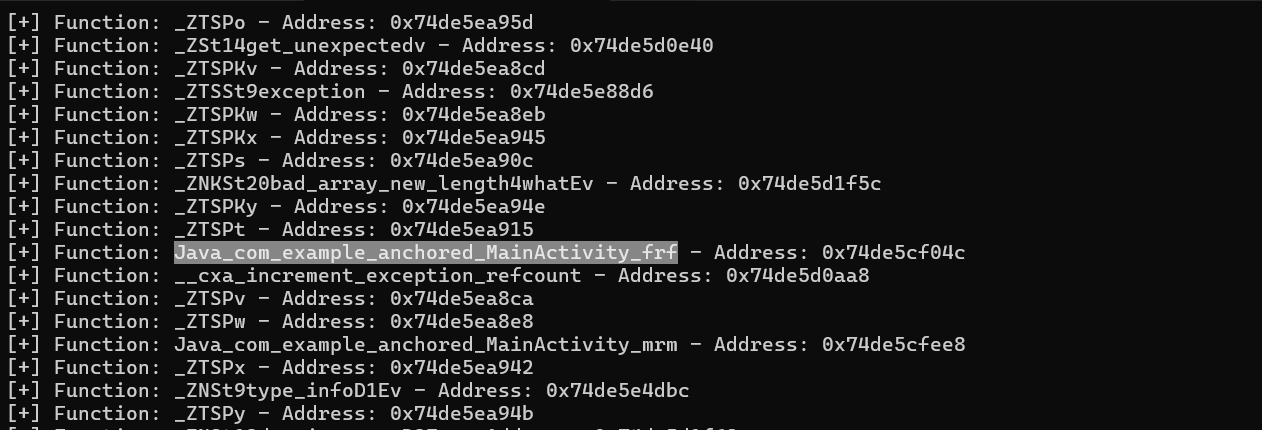 [+] Function: _ZTSPo - Address: 0x74de5ea95d
[+] Function: _ZSt14get_unexpectedv - Address: 0x74de5d0e40
[+] Function: _ZTSPKv - Address: 0x74de5ea8cd
[+] Function: _ZTSSt9exception - Address: 0x74de5e88d6
[+] Function: _ZTSPKw - Address: 0x74de5ea8eb
[+] Function: _ZTSPKx - Address: 0x74de5ea945
[+] Function: _ZTSPs - Address: 0x74de5ea90c
[+] Function: _ZNKSt20bad_array_new_length4whatEv - Address: 0x74de5d1f5c
[+] Function: _ZTSPKy - Address: 0x74de5ea94e
[+] Function: _ZTSPt - Address: 0x74de5ea915
[+] Function: Java_com_example_anchored_MainActivity_frf - Address: 0x74de5cf04c
[+] Function: __cxa_increment_exception_refcount - Address: 0x74de5d0aa8
[+] Function: _ZTSPv - Address: 0x74de5ea8ca
[+] Function: _ZTSPw - Address: 0x74de5ea8e8
[+] Function: Java_com_example_anchored_MainActivity_mrm - Address: 0x74de5cfee8
[+] Function: _ZTSPx - Address: 0x74de5ea942
[+] Function: _ZNSt9type_infoD1Ev - Address: 0x74de5e4dbc
[+] Function: _ZTSPy - Address: 0x74de5ea94b